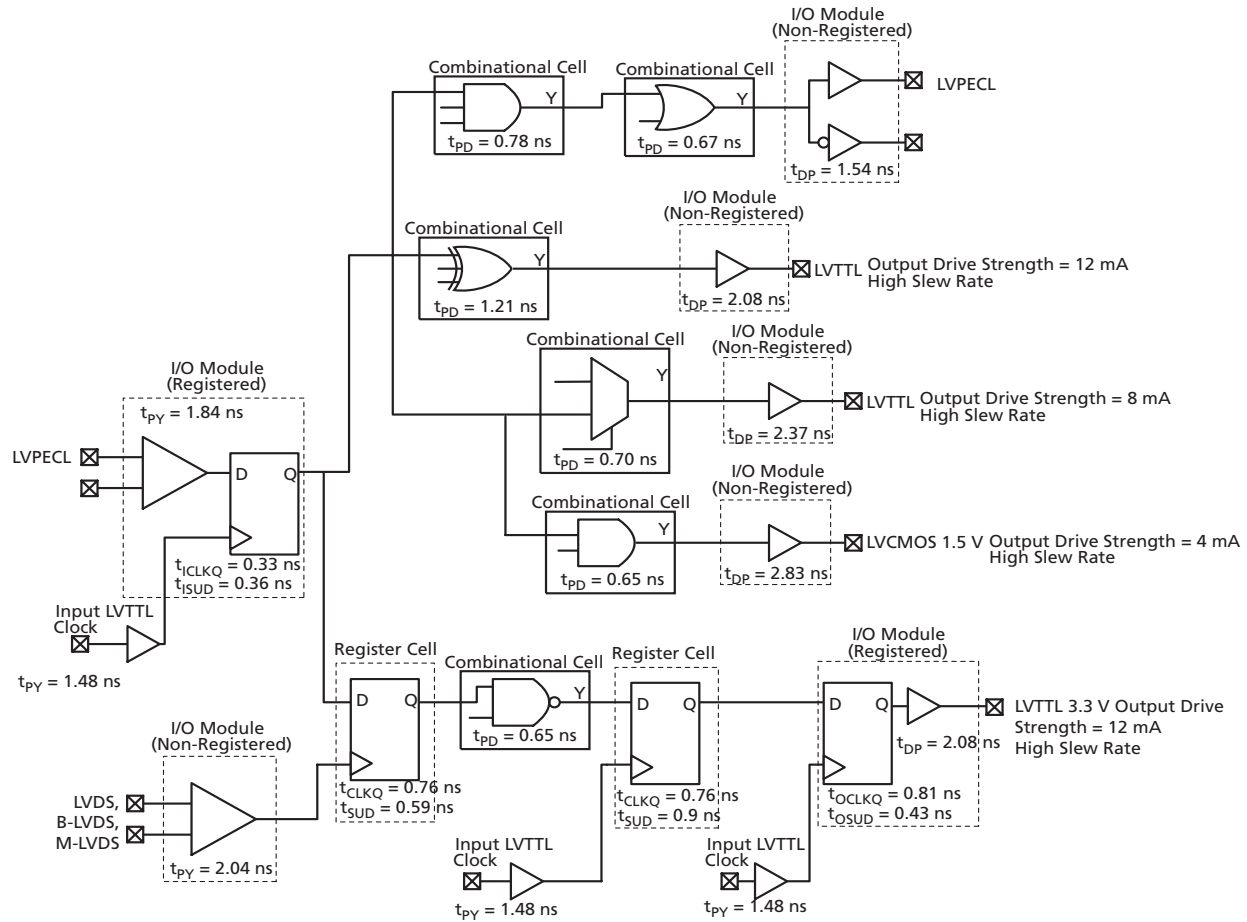 I/O Module
(Non-Registered)
Combinational Cell
Y
tPD = 0.78 ns
Combinational Cell
Y
tPD = 0.67 ns
LVPECL
tDP = 1.54 ns
Combinational Cell
Y
tPD = 1.21 ns
I/O Module
(Non-Registered)
tDP = 2.08 ns
LVTTL Output Drive Strength = 12 mA
High Slew Rate
Combinational Cell
Y
tPD = 0.70 ns
I/O Module
(Non-Registered)
tDP = 2.37 ns
LVTTL Output Drive Strength = 8 mA
High Slew Rate
I/O Module
(Registered)
tPY = 1.84 ns
LVPECL
D Q
tICLKQ = 0.33 ns
tISUD = 0.36 ns
Input LVTTL
Clock
tPY = 1.48 ns
Combinational Cell
Y
tPD = 0.65 ns
I/O Module
(Non-Registered)
tDP = 2.83 ns
LVCMOS 1.5 V Output Drive Strength = 4 mA
High Slew Rate
I/O Module
(Non-Registered)
LVDS,
B-LVDS,
M-LVDS
tPY = 2.04 ns
Register Cell
D Q
tCLKQ = 0.76 ns
tSUD = 0.59 ns
Combinational Cell
Y
tPD = 0.65 ns
Register Cell
D Q
tCLKQ = 0.76 ns
tSUD = 0.9 ns
Input LVTTL
Clock
tPY = 1.48 ns
I/O Module
(Registered)
D Q
tDP = 2.08 ns
tOCLKQ = 0.81 ns
tOSUD = 0.43 ns
LVTTL 3.3 V Output Drive
Strength = 12 mA
High Slew Rate
Input LVTTL
Clock
tPY = 1.48 ns